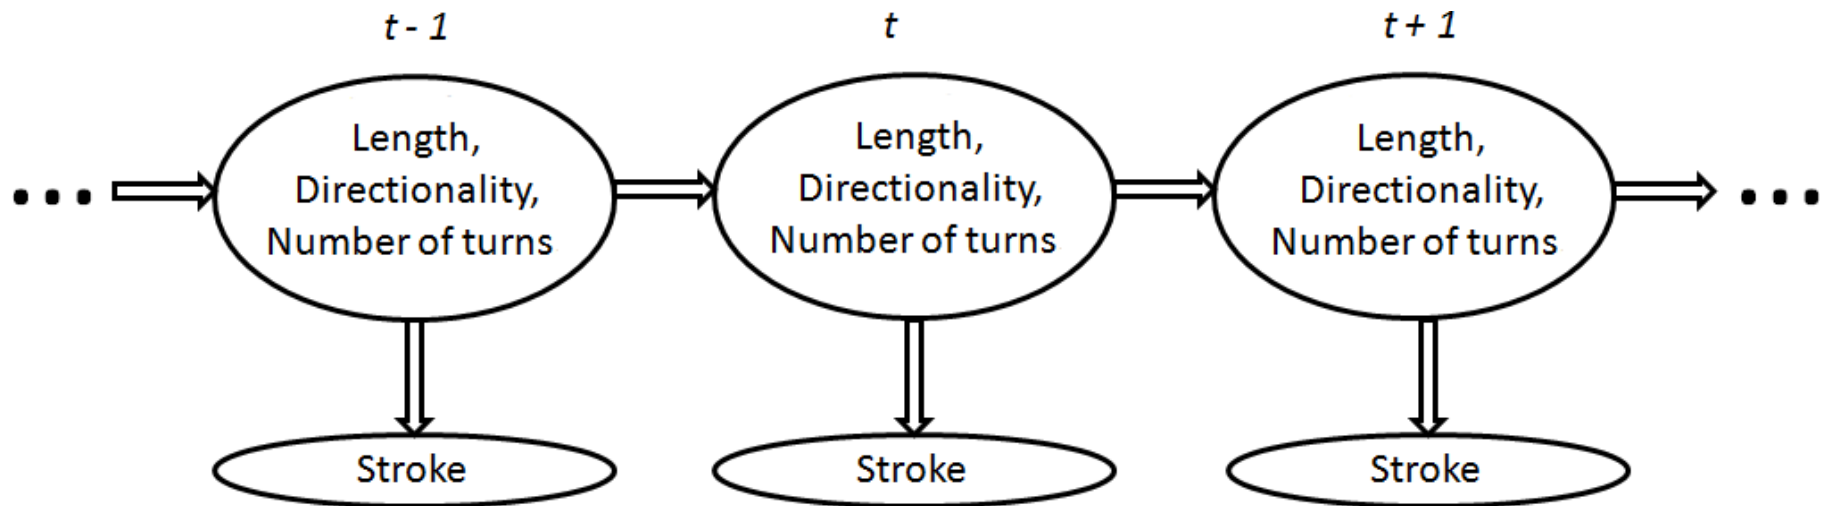 t - 1
t
t + 1
Length,
Directionality,
Number of turns
Length,
Directionality,
Number of turns
Length,
Directionality,
Number of turns
...
...
Stroke
Stroke
Stroke